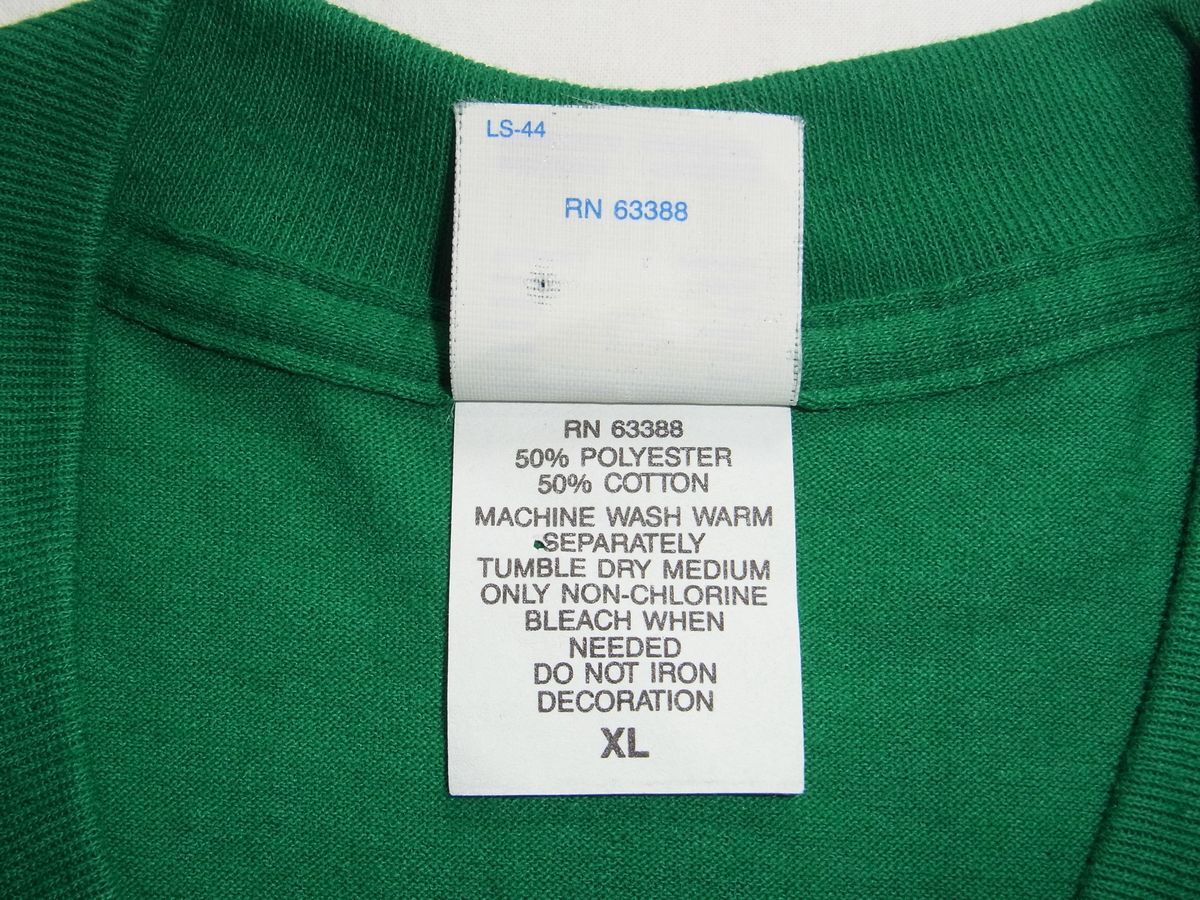 LS-44
RN 63388
RN 63388
50% POLYESTER
50% COTTON
MACHINE WASH WARM
SEPARATELY
TUMBLE DRY MEDIUM
ONLY NON-CHLORINE
BLEACH WHEN
NEEDED
DO NOT IRON
DECORATION
XL